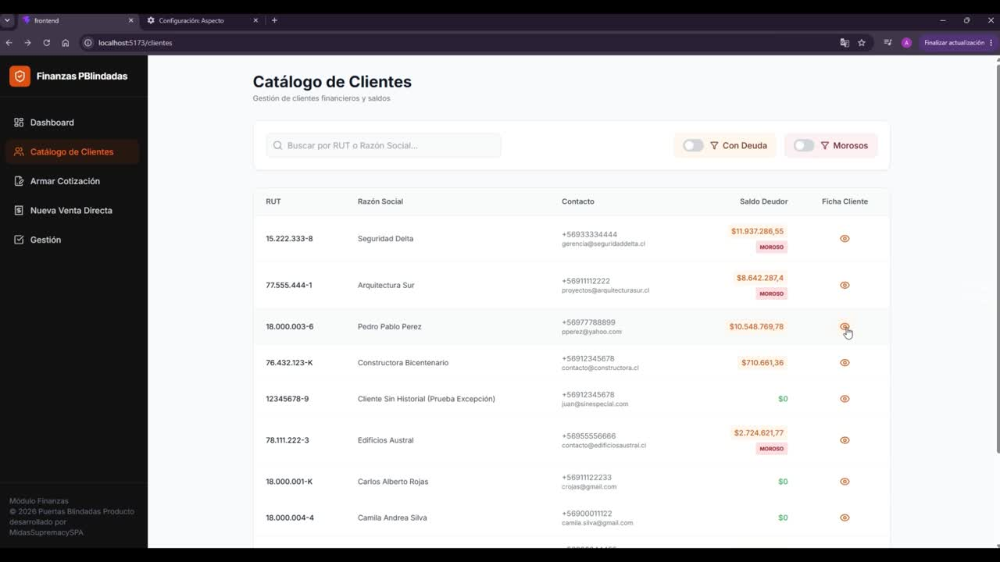 frontend
Configuración: Aspecto
localhost:5173/clientes
A
Finalizar actualización
Finanzas PBlindadas
Dashboard
Catálogo de Clientes
Armar Cotización
Nueva Venta Directa
Gestión
Módulo Finanzas
© 2026 Puertas Blindadas Producto
desarrollado por
MidasSupremacySPA
Catálogo de Clientes
Gestión de clientes financieros y saldos
Buscar por RUT o Razón Social...
Con Deuda
Morosos
RUT Razón Social Contacto Saldo Deudor Ficha Cliente
15.222.333-8 Seguridad Delta +56933334444 $11.937.286,55
gerencia@seguridaddelta.cl MOROSO
77.555.444-1 Arquitectura Sur +56911112222 $8.642.287,4
proyectos@arquitecturasur.cl MOROSO
18.000.003-6 Pedro Pablo Perez +56977788899 $10.548.769,78
pperez@yahoo.com
76.432.123-K Constructora Bicentenario +56912345678 $710.661,36
contacto@constructora.cl
12345678-9 Cliente Sin Historial (Prueba Excepción) +56912345678 $0
juan@sinespecial.com
78.111.222-3 Edificios Austral +56955556666 $2.724.621,77
contacto@edificiosaustral.cl MOROSO
18.000.001-K Carlos Alberto Rojas +56911122233 $0
crojas@gmail.com
18.000.004-4 Camila Andrea Silva +56900011122 $0
camila.silva@gmail.com